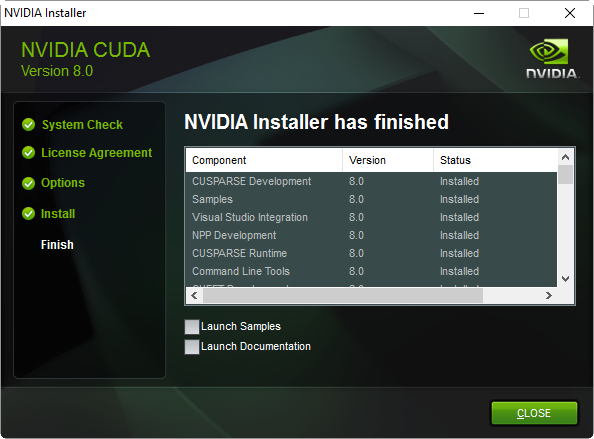 NVIDIA Installer
NVIDIA CUDA
Version 8.0
NVIDIA.
System Check
License Agreement
Options
Install
Finish
NVIDIA Installer has finished
Component Version Status
CUSPARSE Development 8.0 Installed
Samples 8.0 Installed
Visual Studio Integration 8.0 Installed
NPP Development 8.0 Installed
CUSPARSE Runtime 8.0 Installed
Command Line Tools 8.0 Installed
Launch Samples
Launch Documentation
CLOSE